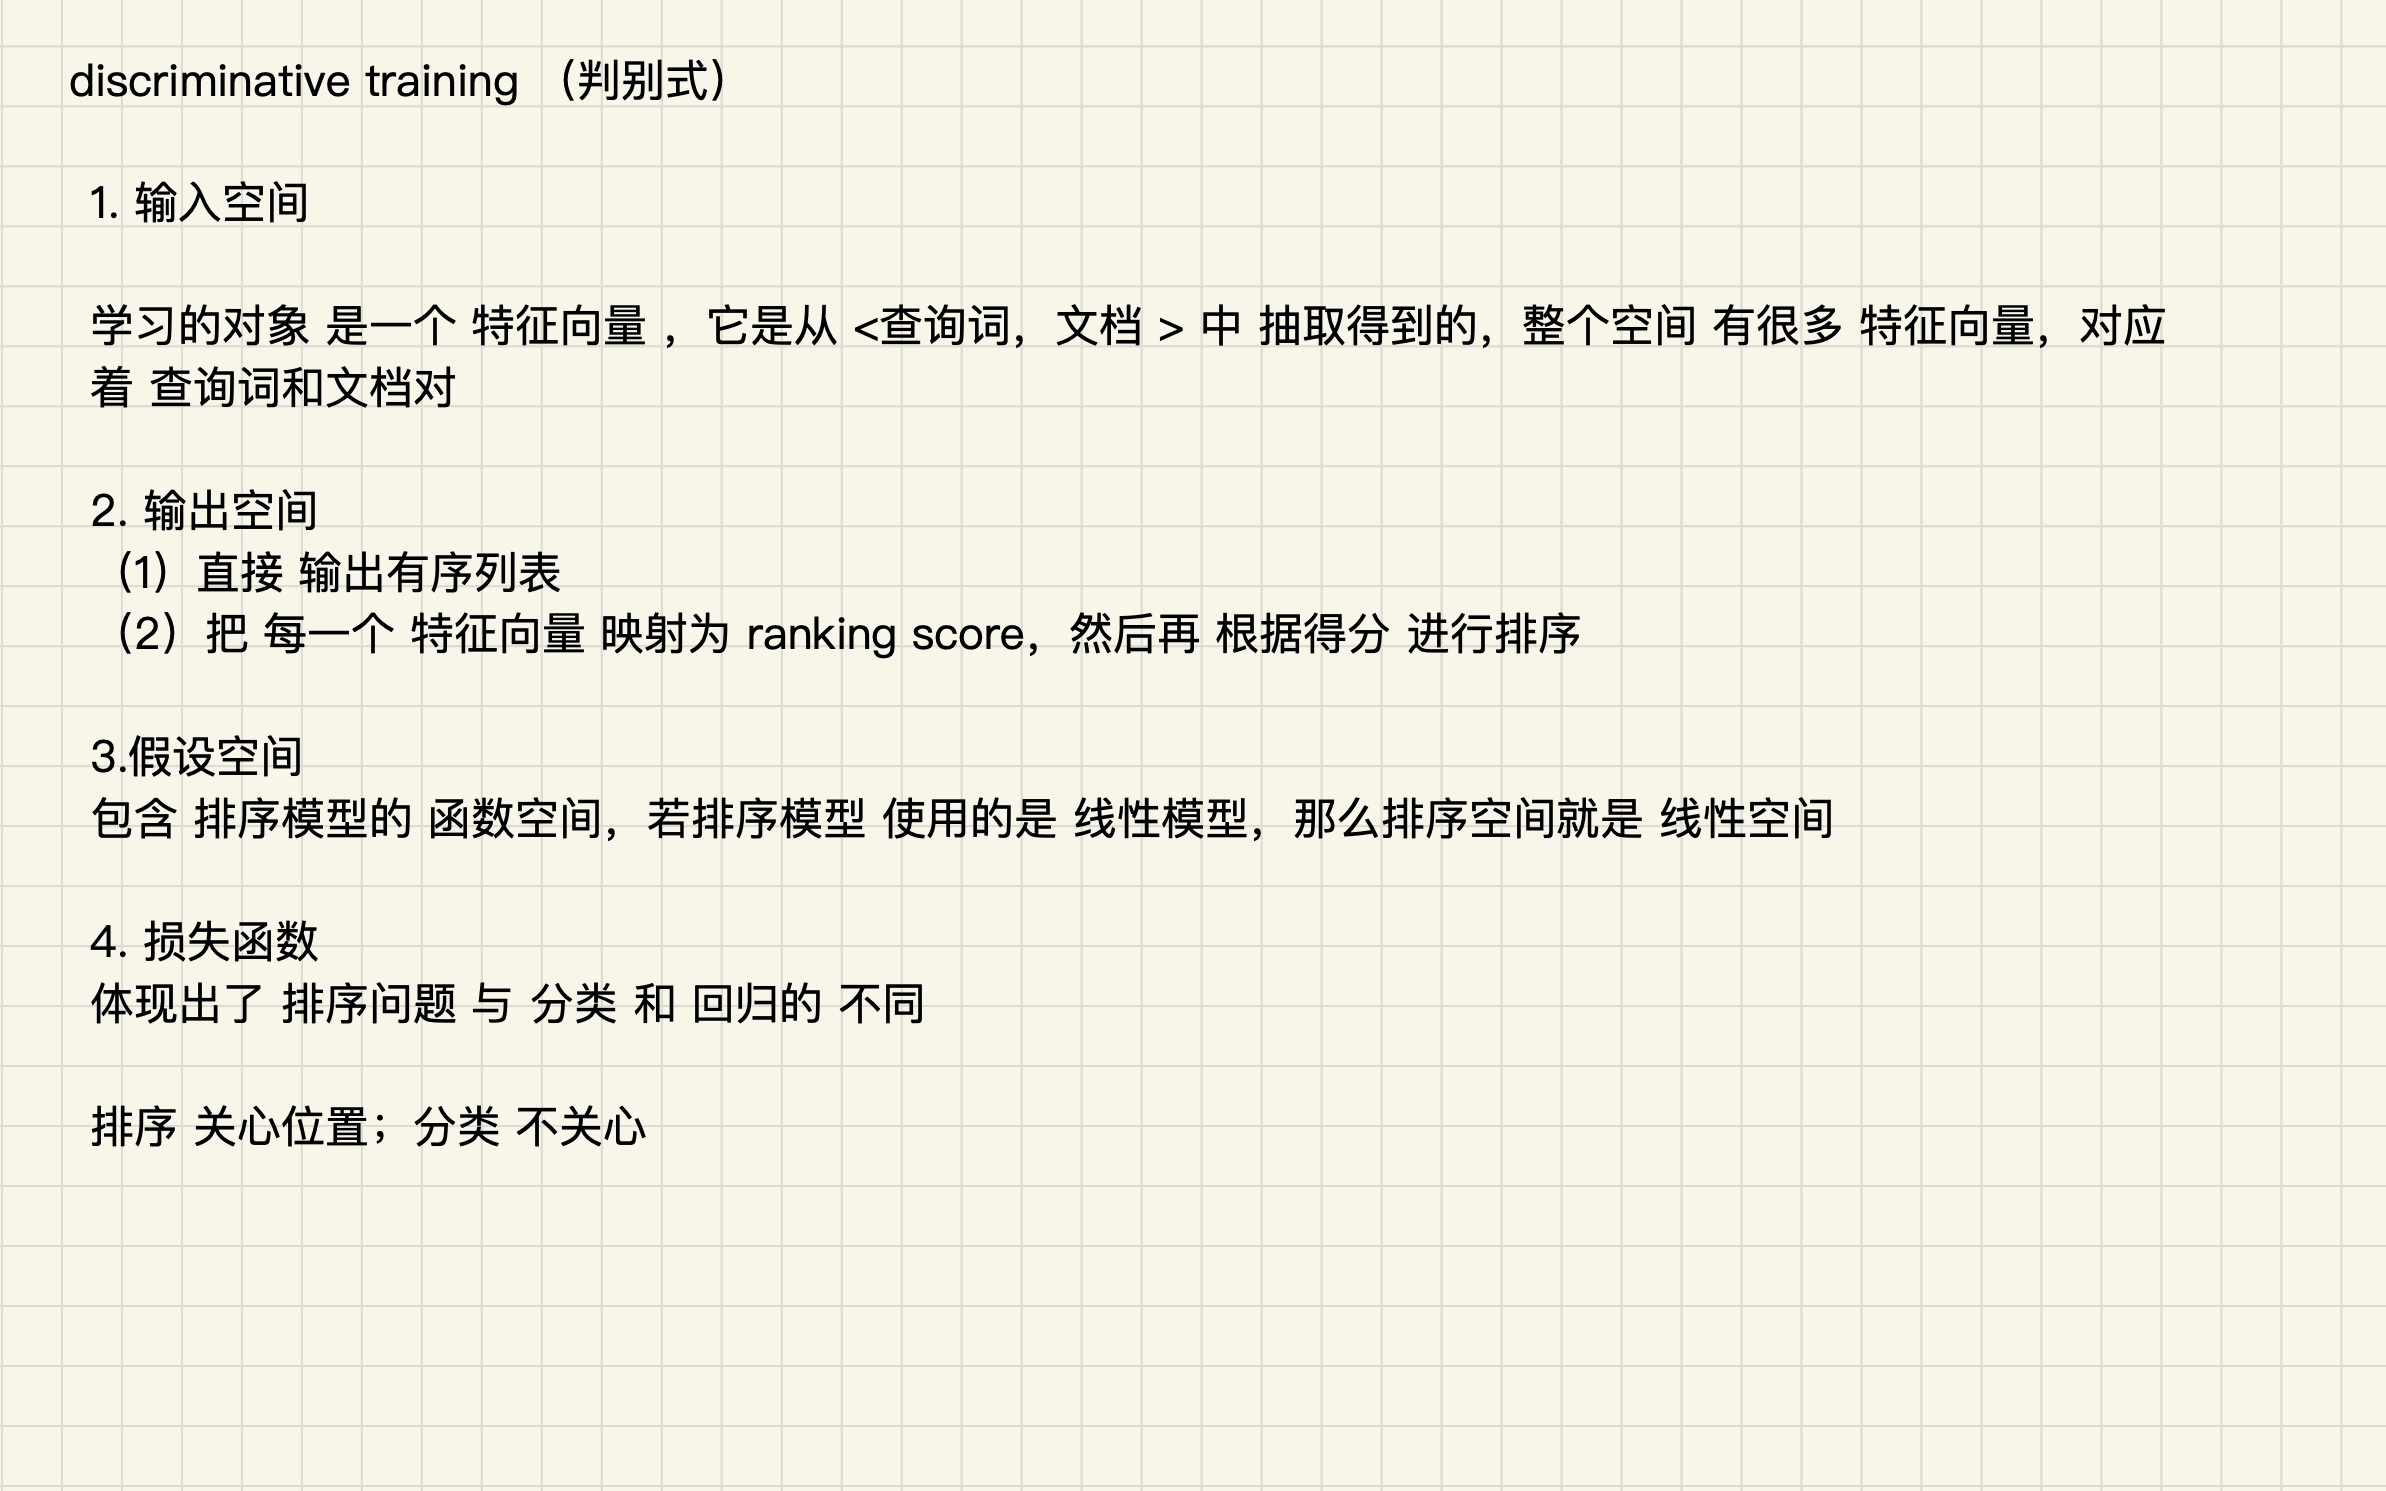 discriminative training （判别式）
1. 输入空间
学习的对象 是一个 特征向量 ，它是从 <查询词，文档 > 中 抽取得到的，整个空间 有很多 特征向量，对应
着 查询词和文档对
2. 输出空间
（1）直接 输出有序列表
（2）把 每一个 特征向量 映射为 ranking score，然后再 根据得分 进行排序
3.假设空间
包含 排序模型的 函数空间，若排序模型 使用的是 线性模型，那么排序空间就是 线性空间
4. 损失函数
体现出了 排序问题 与 分类 和 回归的 不同
排序 关心位置；分类 不关心